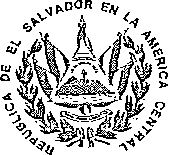 REPUBLICA DE EL SALVADOR EN LA AMERICA CENTRAL